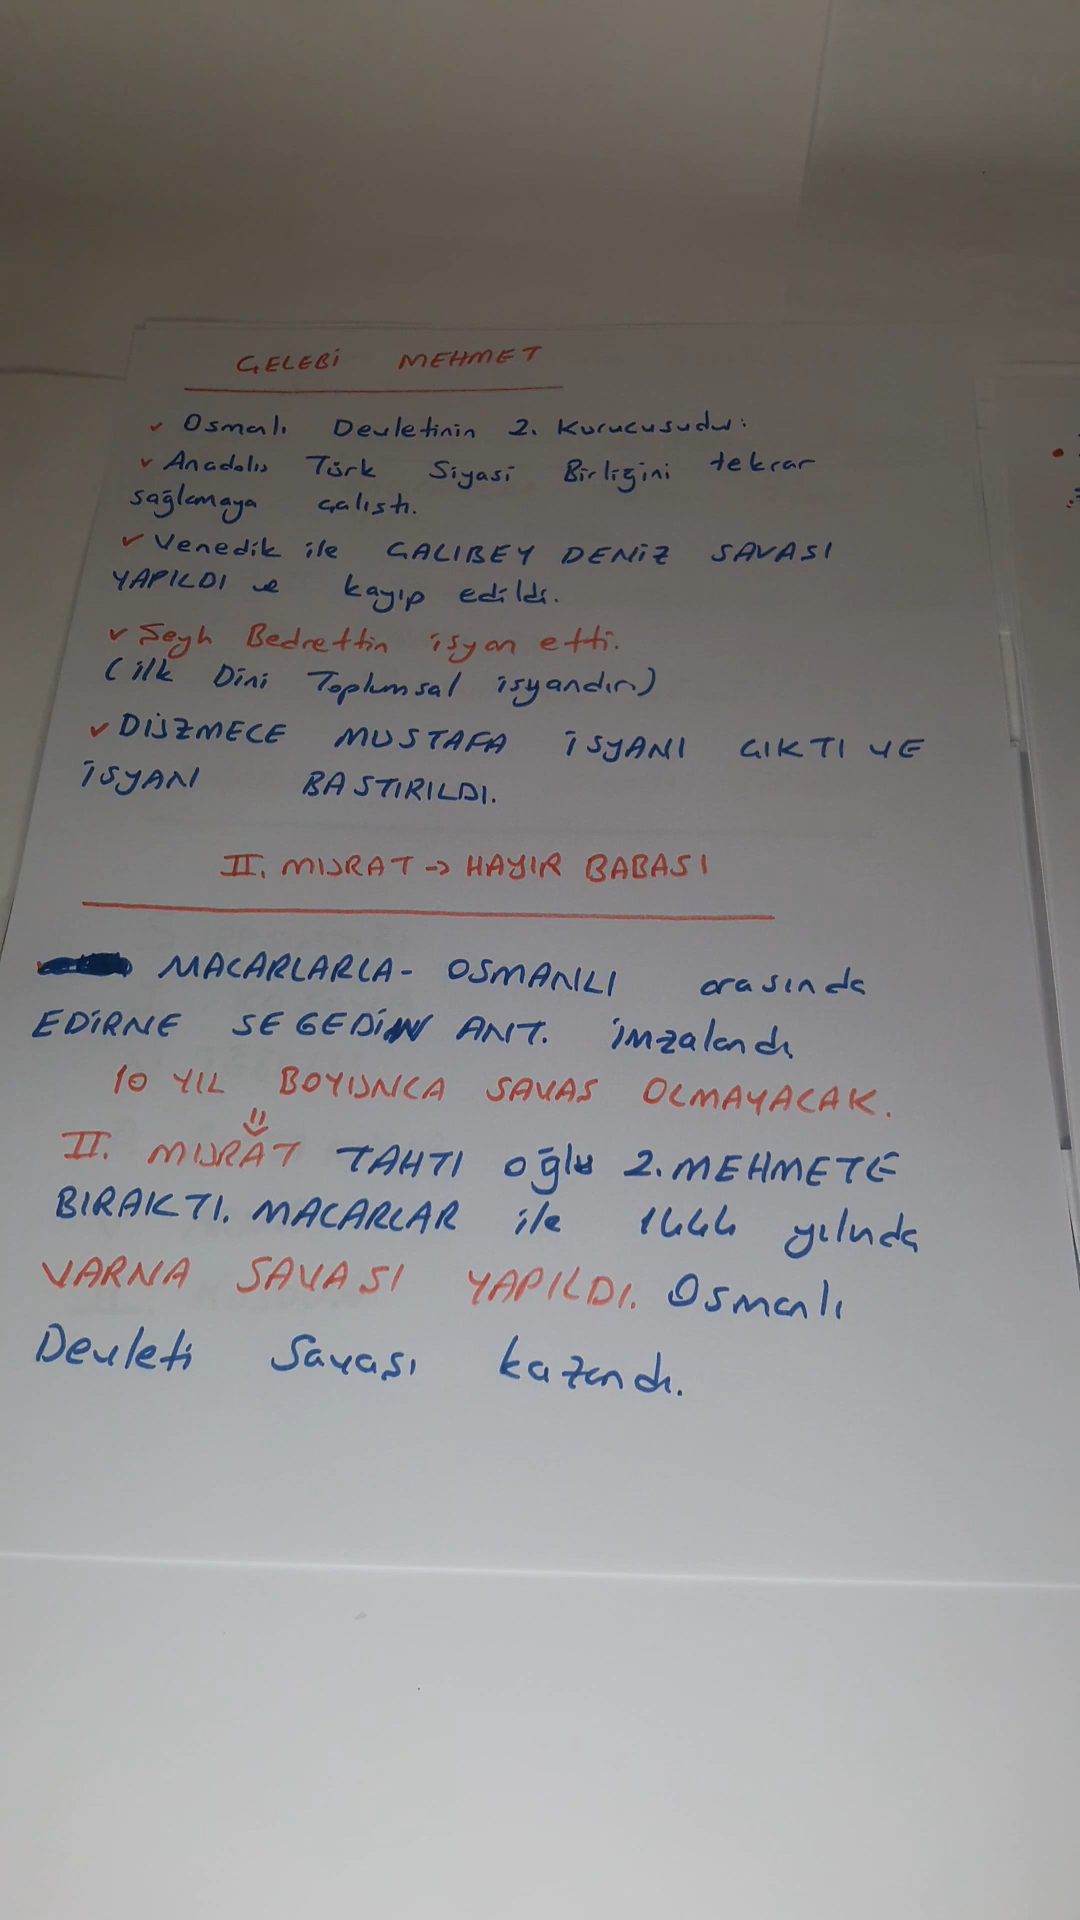 ÇELEBİ MEHMET
✓ Osmalı Devletinin 2. Kurucusudur.
✓ Anadolu Türk Siyasi Birliğini tekrar
sağlamaya çalıştı.
✓ Venedik ile ÇALIBEY DENİZ SAVAŞI
YAPILDI ve kayıp edildi.
✓ Şeyh Bedrettin isyan etti.
(ilk Dini Toplumsal isyandır)
✓ DÜZMECE MUSTAFA İSYANI ÇIKTI VE
İSYANI BASTIRILDI.
II. MURAT → HAYIR BABASI
MACARLARLA - OSMANLI arasında
EDİRNE SEGEDİN ANT. imzalandı
10 YIL BOYUNCA SAVAS OLMAYACAK.
II. MURAT TAHTI oğlu 2. MEHMETE
BIRAKTI. MACARLAR ile 1444 yılında
VARNA SAVASI YAPILDI. Osmanlı
Devleti Savaşı kazandı.